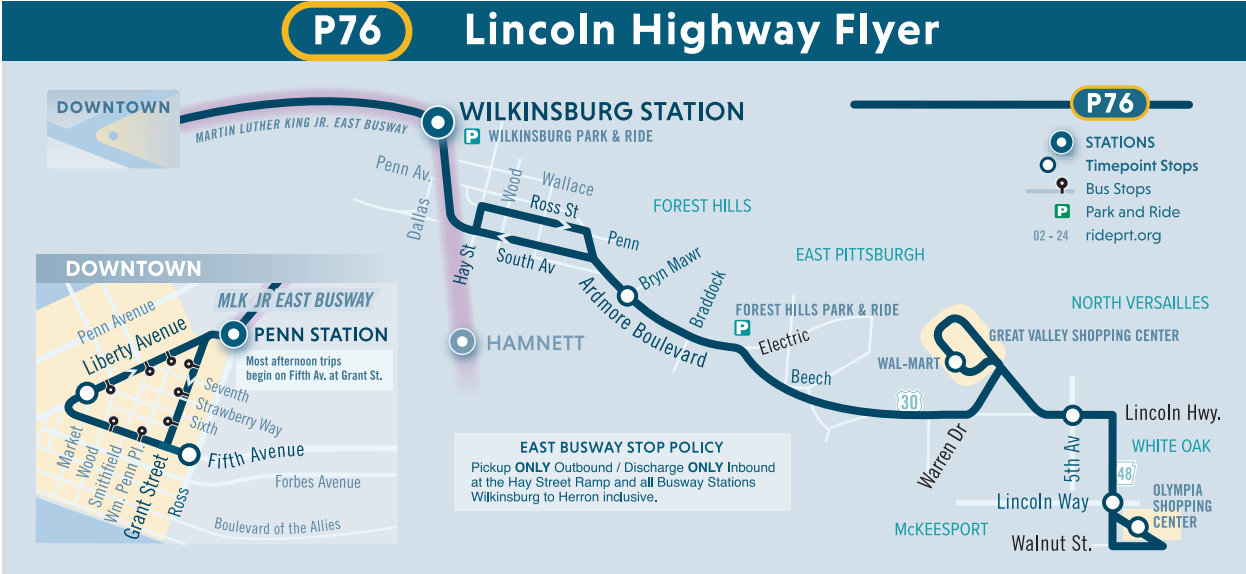 P76 Lincoln Highway Flyer
DOWNTOWN
MARTIN LUTHER KING JR. EAST BUSWAY
WILKINSBURG STATION
P WILKINSBURG PARK & RIDE
P76
STATIONS
Timepoint Stops
Bus Stops
P Park and Ride
02 - 24 rideprt.org
Penn Av.
Dallas
Wood
Wallace
Ross St
Penn
South Av
Hay St
FOREST HILLS
EAST PITTSBURGH
NORTH VERSAILLES
Bryn Mawr
Ardmore Boulevard
Braddock
FOREST HILLS PARK & RIDE
P
Electric
Beech
HAMNETT
GREAT VALLEY SHOPPING CENTER
WAL-MART
30
Warren Dr
Lincoln Hwy.
5th Av
WHITE OAK
48
Lincoln Way
OLYMPIA
SHOPPING
CENTER
McKEESPORT
Walnut St.
DOWNTOWN
MLK JR EAST BUSWAY
PENN STATION
Most afternoon trips
begin on Fifth Av. at Grant St.
Penn Avenue
Liberty Avenue
Seventh
Strawberry Way
Sixth
Fifth Avenue
Forbes Avenue
Boulevard of the Allies
Market
Wood
Smithfield
Wm. Penn Pl.
Grant Street
Ross
EAST BUSWAY STOP POLICY
Pickup ONLY Outbound / Discharge ONLY Inbound
at the Hay Street Ramp and all Busway Stations
Wilkinsburg to Herron inclusive.